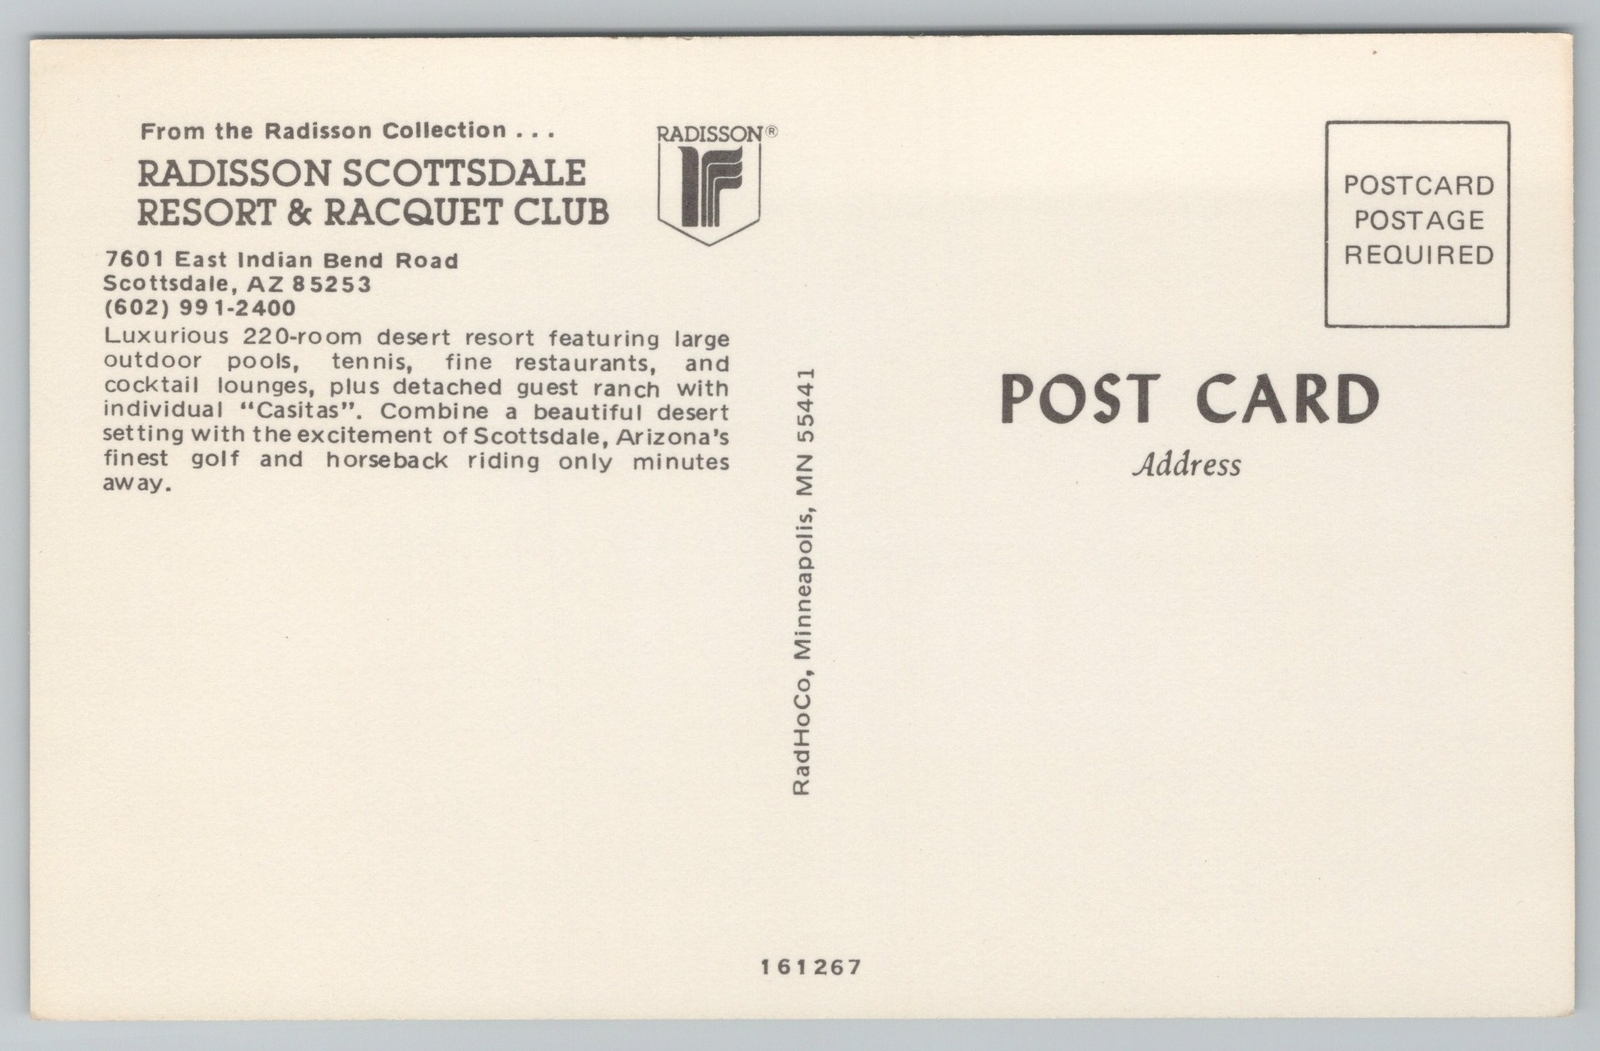 From the Radisson Collection . . .
RADISSON SCOTTSDALE
RESORT & RACQUET CLUB
7601 East Indian Bend Road
Scottsdale, AZ 85253
(602) 991-2400
Luxurious 220-room desert resort featuring large
outdoor pools, tennis, fine restaurants, and
cocktail lounges, plus detached guest ranch with
individual “Casitas”. Combine a beautiful desert
setting with the excitement of Scottsdale, Arizona’s
finest golf and horseback riding only minutes
away.
RADISSON®
RadHoCo, Minneapolis, MN 55441
161267
POSTCARD
POSTAGE
REQUIRED
POST CARD
Address